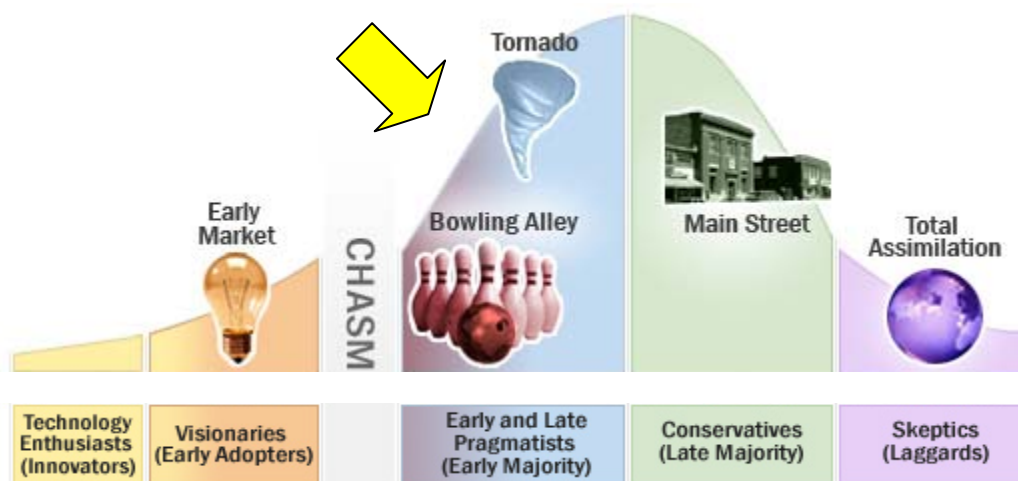 Tornado
Early
Market
CHASM
Bowling Alley
Main Street
Total
Assimilation
Technology
Enthusiasts
(Innovators)
Visionaries
(Early Adopters)
Early and Late
Pragmatists
(Early Majority)
Conservatives
(Late Majority)
Skeptics
(Laggards)